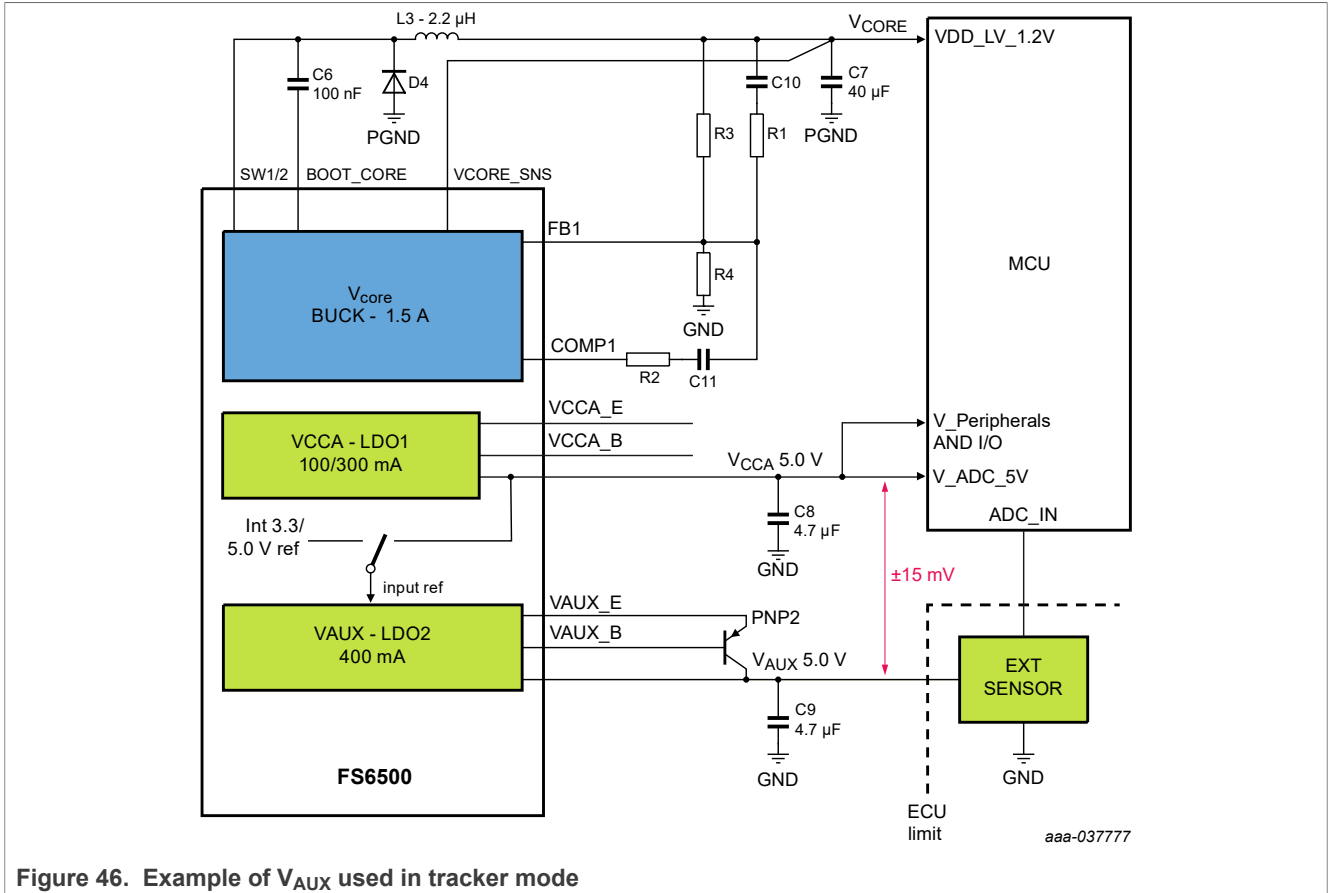 L3 - 2.2 µH
VCORE
VDD_LV_1.2V
C6
100 nF
D4
PGND
C10
C7
40 µF
R3
R1
PGND
SW1/2
BOOT_CORE
VCORE_SNS
FB1
Vcore
BUCK - 1.5 A
R4
GND
MCU
COMP1
R2
C11
VCCA_E
VCCA_B
VCCA - LDO1
100/300 mA
VCCA 5.0 V
V_Peripherals
AND I/O
V_ADC_5V
ADC_IN
C8
4.7 µF
GND
Int 3.3/
5.0 V ref
input ref
±15 mV
VAUX_E
VAUX_B
PNP2
VAUX - LDO2
400 mA
VAUX 5.0 V
EXT
SENSOR
C9
4.7 µF
GND
GND
FS6500
ECU
limit
aaa-037777
Figure 46. Example of VAUX used in tracker mode